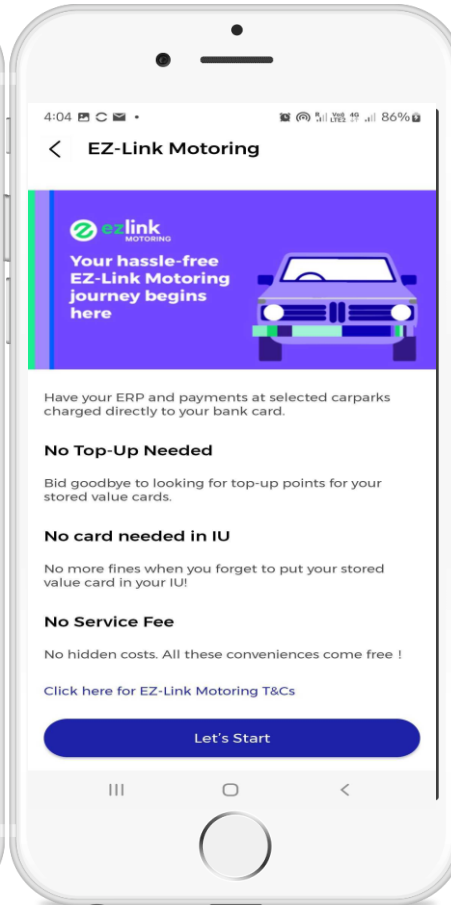 4:04
86%
EZ-Link Motoring
ezlink
MOTORING
Your hassle-free
EZ-Link Motoring
journey begins
here
Have your ERP and payments at selected carparks
charged directly to your bank card.
No Top-Up Needed
Bid goodbye to looking for top-up points for your
stored value cards.
No card needed in IU
No more fines when you forget to put your stored
value card in your IU!
No Service Fee
No hidden costs. All these conveniences come free !
Click here for EZ-Link Motoring T&Cs
Let's Start